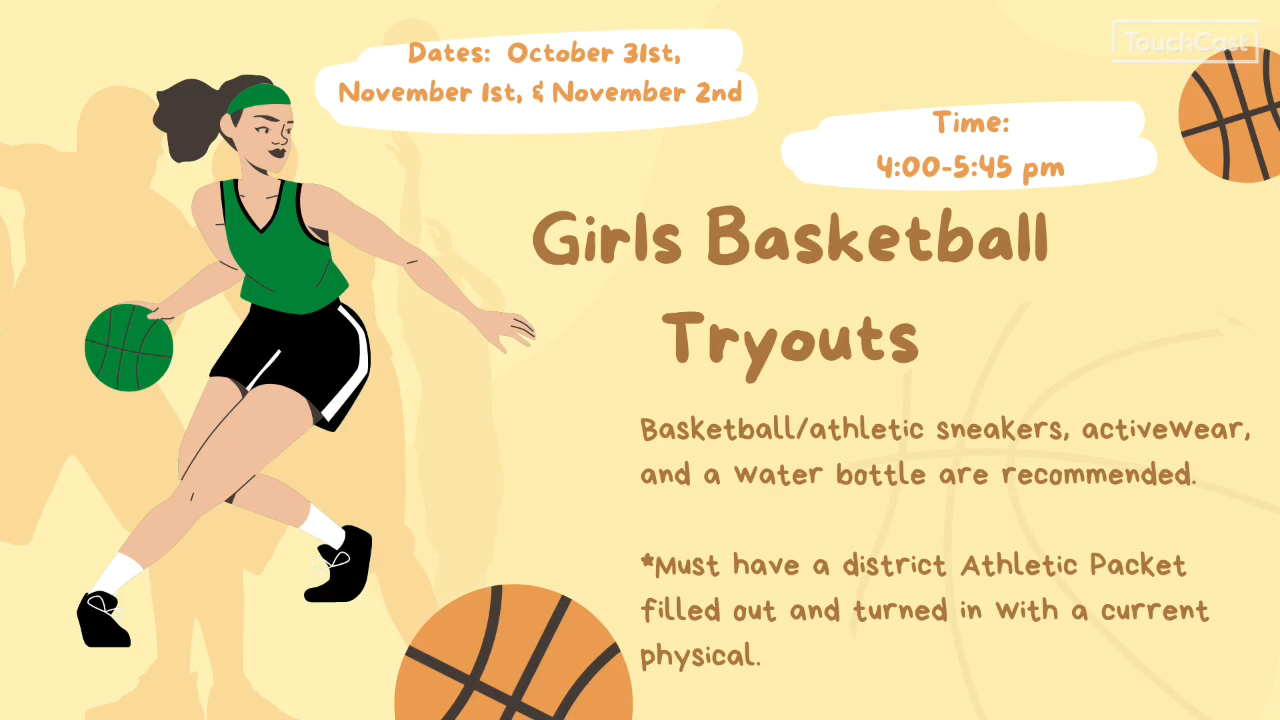 TouchCast
Dates: October 31st,
November 1st, & November 2nd
Time:
4:00-5:45 pm
Girls Basketball
Tryouts
Basketball/athletic sneakers, activewear,
and a water bottle are recommended.
*Must have a district Athletic Packet
filled out and turned in with a current
physical.